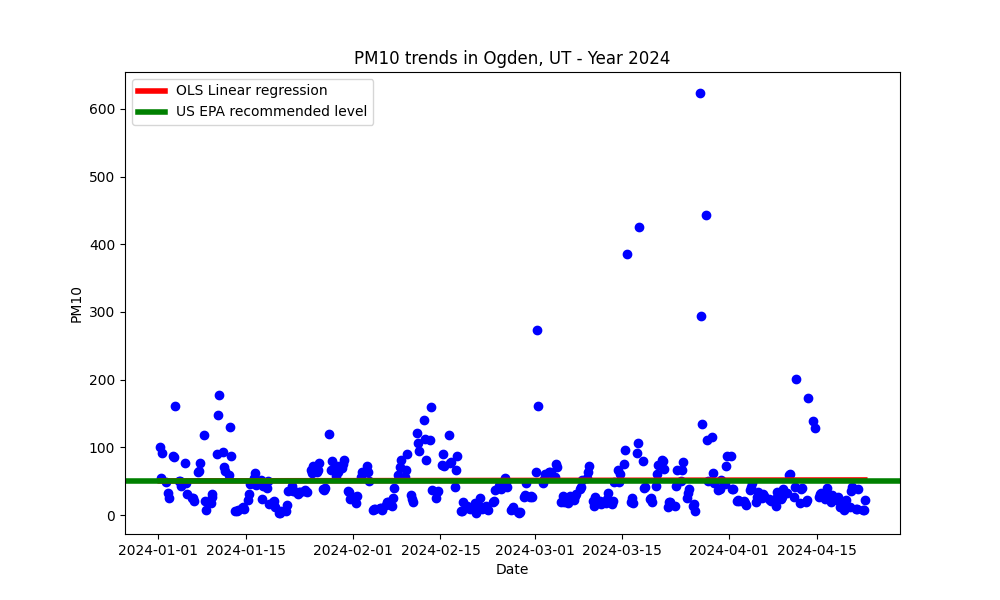 PM10 trends in Ogden, UT - Year 2024
OLS Linear regression
US EPA recommended level
600
500
400
300
200
100
0
PM10
2024-01-01 2024-01-15 2024-02-01 2024-02-15 2024-03-01 2024-03-15 2024-04-01 2024-04-15
Date